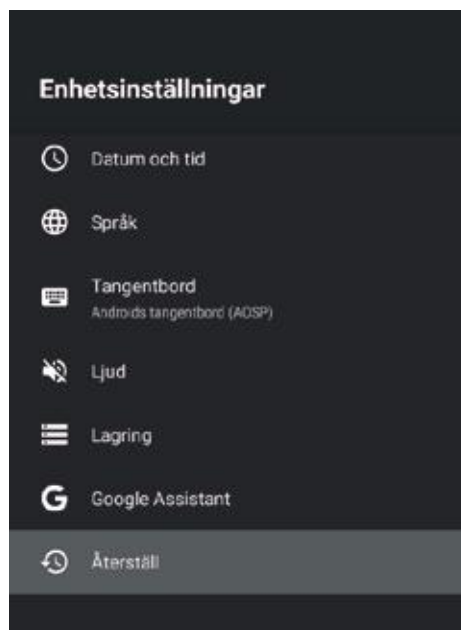 Enhetsinställningar
Datum och tid
Språk
Tangentbord
Androids tangentbord (AOSP)
Ljud
Lagring
Google Assistant
Återställ